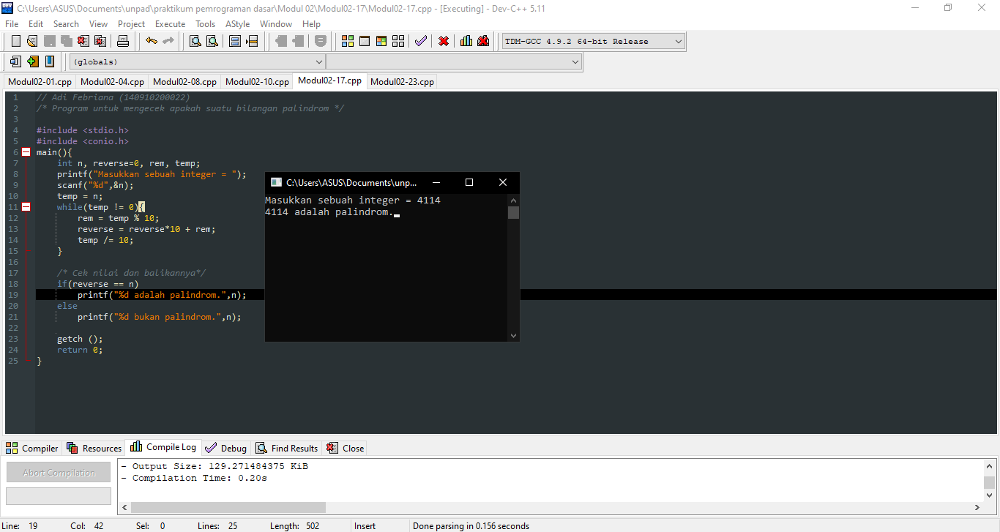 C:\Users\ASUS\Documents\unpad\praktikum pemrograman dasar\Modul 02\Modul02-17\Modul02-17.cpp - [Executing] - Dev-C++ 5.11
File Edit Search View Project Execute Tools AStyle Window Help
TDM-GCC 4.9.2 64-bit Release
(globals)
Modul02-01.cpp Modul02-04.cpp Modul02-08.cpp Modul02-10.cpp Modul02-17.cpp Modul02-23.cpp
1 // Adi Febriana (140910200022)
2 /* Program untuk mengecek apakah suatu bilangan palindrom */
3
4 #include <stdio.h>
5 #include <conio.h>
6 main(){
7 int n, reverse=0, rem, temp;
8 printf("Masukkan sebuah integer = ");
9 scanf("%d",&n);
10 temp = n;
11 while(temp != 0){
12 rem = temp % 10;
13 reverse = reverse*10 + rem;
14 temp /= 10;
15 }
16
17 /* Cek nilai dan balikannya*/
18 if(reverse == n)
19 printf("%d adalah palindrom.",n);
20 else
21 printf("%d bukan palindrom.",n);
22
23 getch ();
24 return 0;
25 }
C:\Users\ASUS\Documents\unp...
Masukkan sebuah integer = 4114
4114 adalah palindrom.
Compiler Resources Compile Log Debug Find Results Close
Abort Compilation
- Output Size: 129.271484375 KiB
- Compilation Time: 0.20s
Line: 19 Col: 42 Sel: 0 Lines: 25 Length: 502 Insert Done parsing in 0.156 seconds